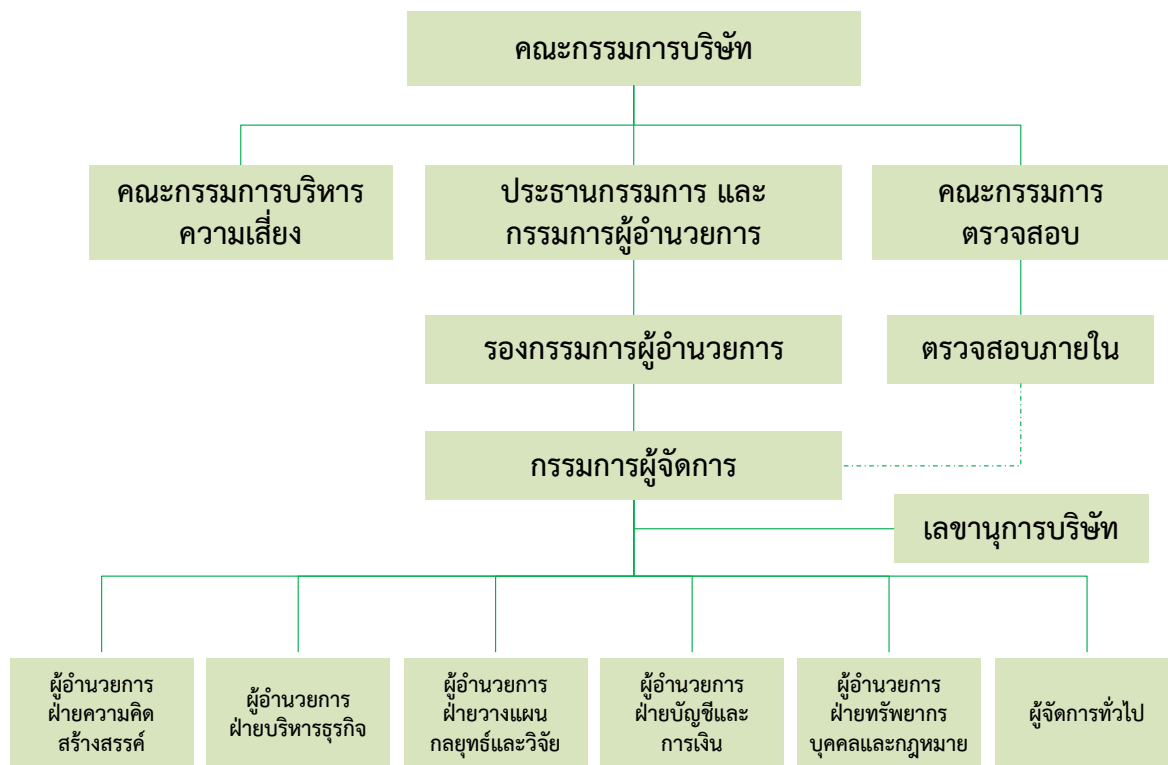 คณะกรรมการบริษัท
คณะกรรมการบริหาร
ความเสี่ยง
ประธานกรรมการ และ
กรรมการผู้อำนวยการ
คณะกรรมการ
ตรวจสอบ
รองกรรมการผู้อำนวยการ
ตรวจสอบภายใน
กรรมการผู้จัดการ
เลขานุการบริษัท
ผู้อำนวยการ
ฝ่ายความคิด
สร้างสรรค์
ผู้อำนวยการ
ฝ่ายบริหารธุรกิจ
ผู้อำนวยการ
ฝ่ายวางแผน
กลยุทธ์และวิจัย
ผู้อำนวยการ
ฝ่ายบัญชีและ
การเงิน
ผู้อำนวยการ
ฝ่ายทรัพยากร
บุคคลและกฎหมาย
ผู้จัดการทั่วไป